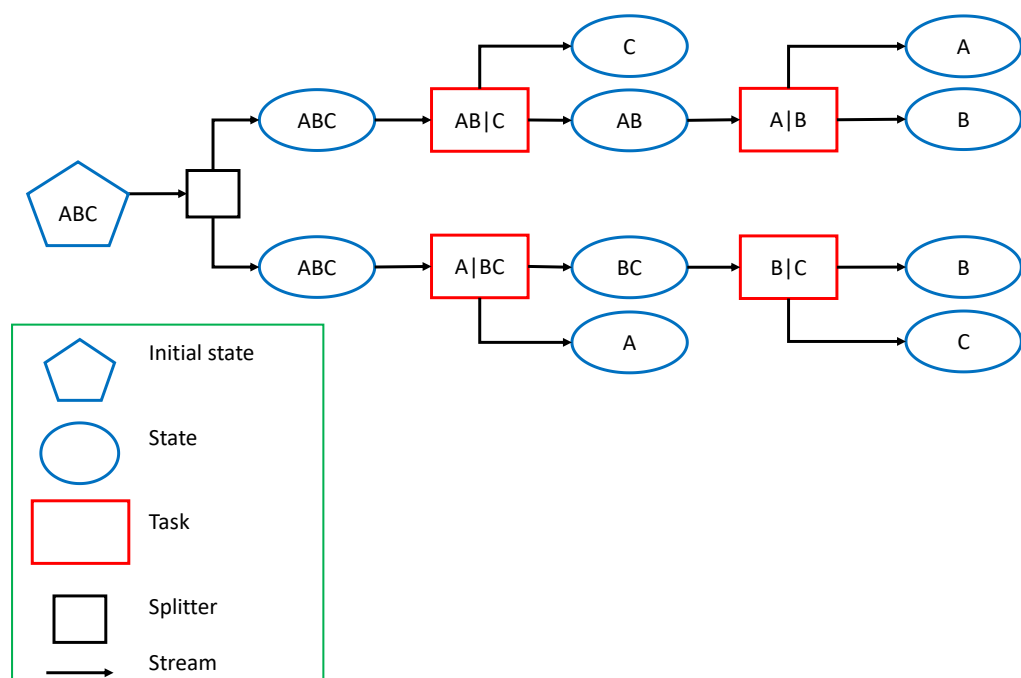 C
A
ABC
AB|C
AB
A|B
B
ABC
ABC
A|BC
BC
B|C
B
A
C
Initial state
State
Task
Splitter
Stream